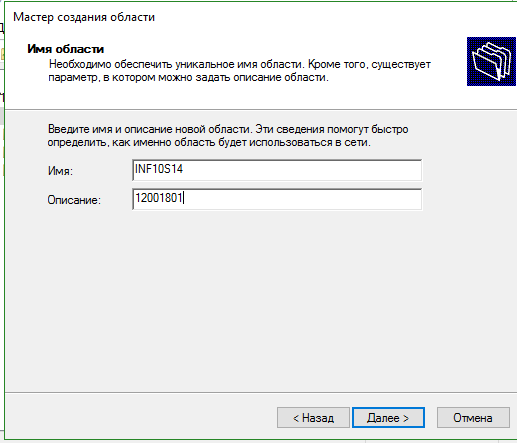 Мастер создания области
Имя области
Необходимо обеспечить уникальное имя области. Кроме того, существует
параметр, в котором можно задать описание области.
Введите имя и описание новой области. Эти сведения помогут быстро
определить, как именно область будет использоваться в сети.
Имя: INF10S14
Описание: 12001801
< Назад Далее > Отмена